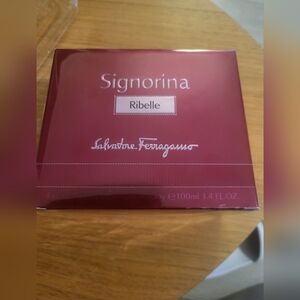 Signorina
Ribelle
Salvatore Ferragamo
℮100ml 3.4 FL.OZ.